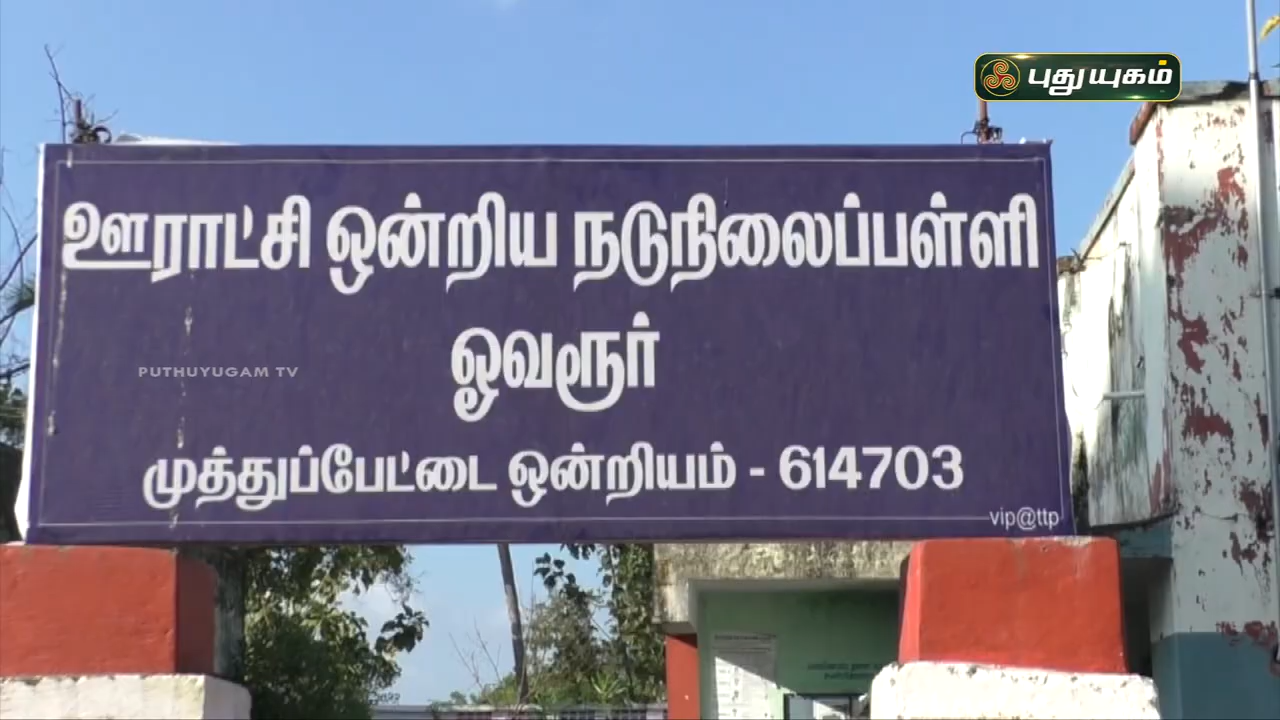 புதுயுகம்
ஊராட்சி ஒன்றிய நடுநிலைப்பள்ளி
ஓவரூர்
PUTHUYUGAM TV
முத்துப்பேட்டை ஒன்றியம் - 614703
vip@ttp